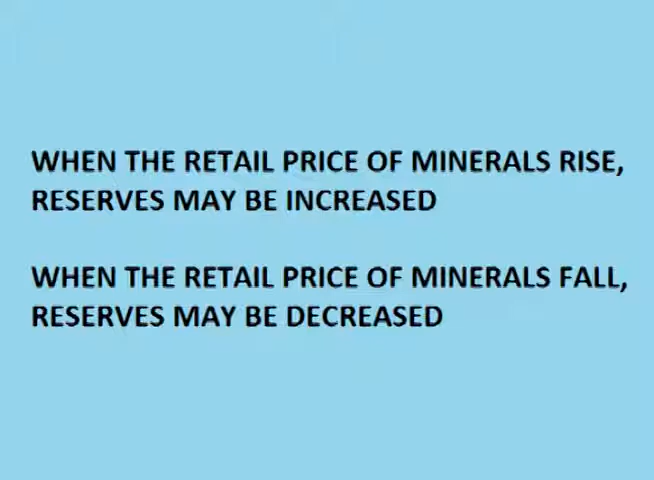 WHEN THE RETAIL PRICE OF MINERALS RISE,
RESERVES MAY BE INCREASED
WHEN THE RETAIL PRICE OF MINERALS FALL,
RESERVES MAY BE DECREASED